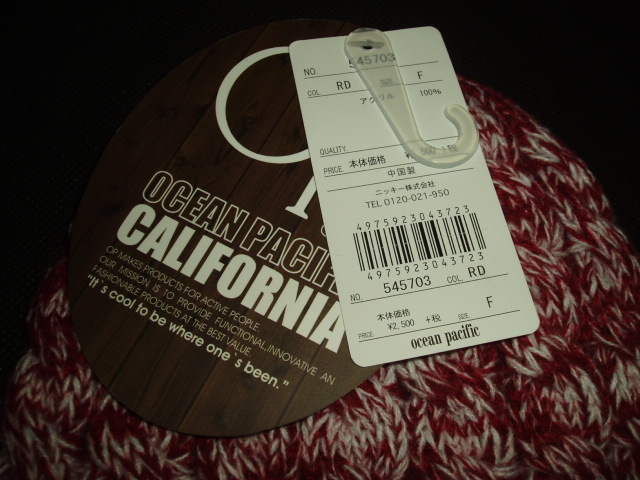 OCEAN PACIFI
CALIFORNIA
OP MAKES PRODUCTS FOR ACTIVE PEOPLE.
OUR MISSION IS TO PROVIDE FUNCTIONAL,INNOVATIVE AN
FASHIONABLE PRODUCTS AT THE BEST VALUE.
"It's cool to be where one's been."
NO. 545703
COL. RD SIZE F
アクリル 100%
QUALITY.
PRICE 本体価格 +税
中国製
ニッキー株式会社
TEL 0120-021-950
4975923043723
4975923043723
NO. 545703 COL. RD
SIZE F
本体価格
PRICE ¥2,500 +税
ocean pacific